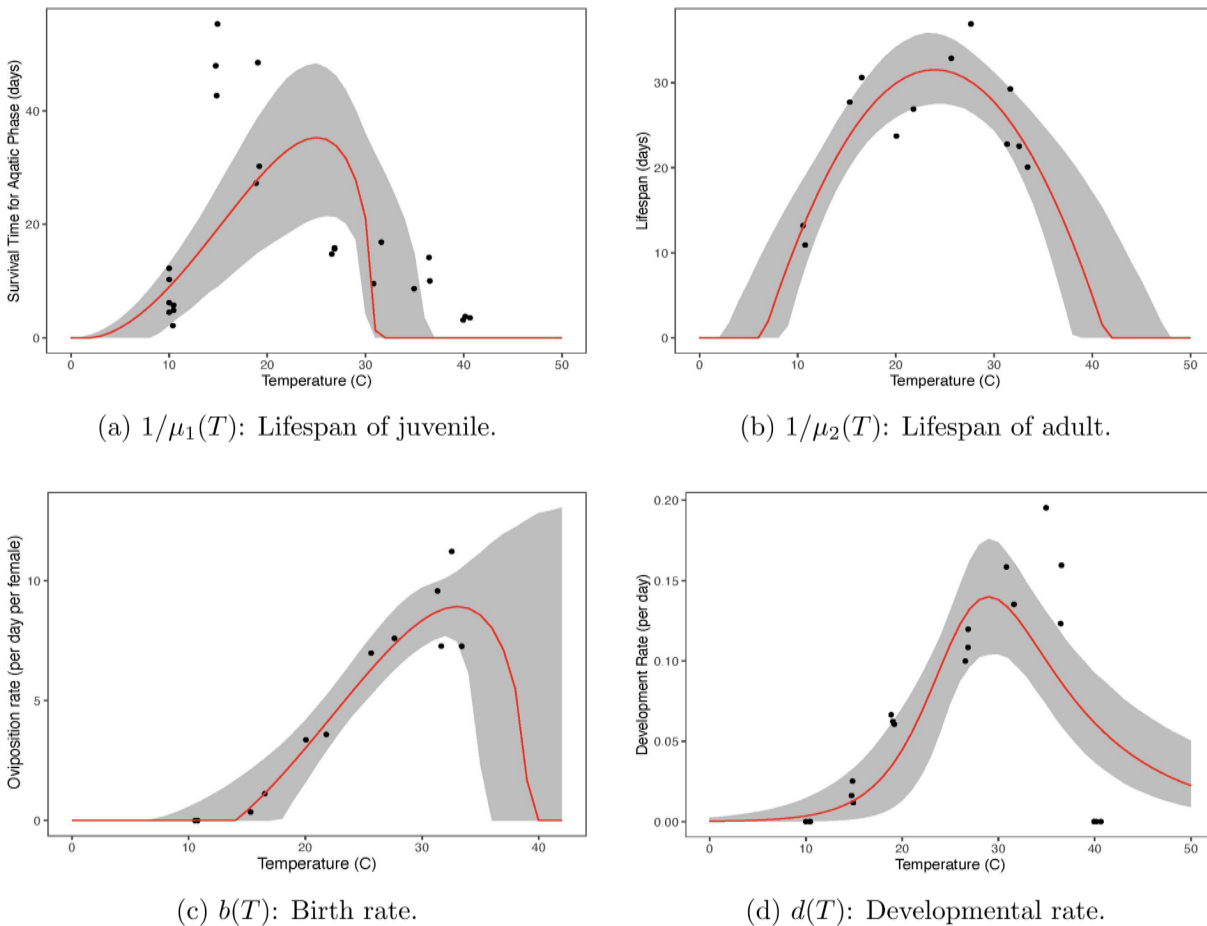 Survival Time for Aqatic Phase (days)
40
20
0
0 10 20 30 40 50
Temperature (C)
(a) 1/μ₁(T): Lifespan of juvenile.
Lifespan (days)
30
20
10
0
0 10 20 30 40 50
Temperature (C)
(b) 1/μ₂(T): Lifespan of adult.
Oviposition rate (per day per female)
10
5
0
0 10 20 30 40
Temperature (C)
(c) b(T): Birth rate.
Development Rate (per day)
0.20
0.15
0.10
0.05
0.00
0 10 20 30 40 50
Temperature (C)
(d) d(T): Developmental rate.